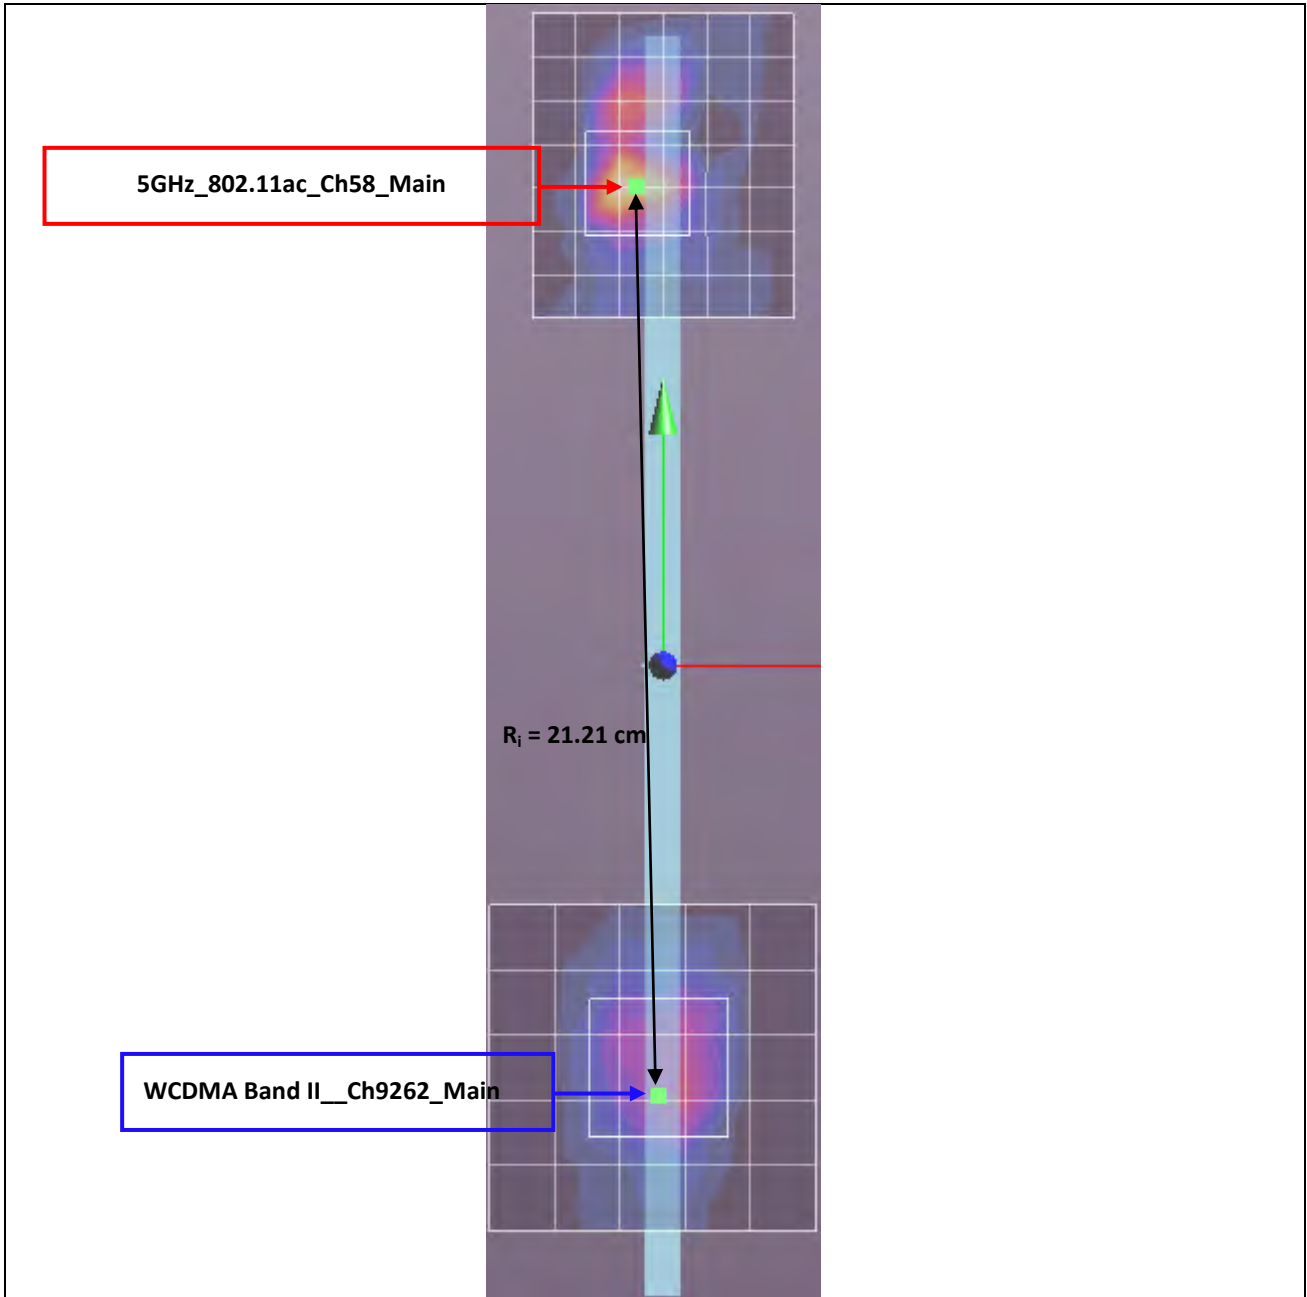 5GHz_802.11ac_Ch58_Main
Rᵢ = 21.21 cm
WCDMA Band II__Ch9262_Main